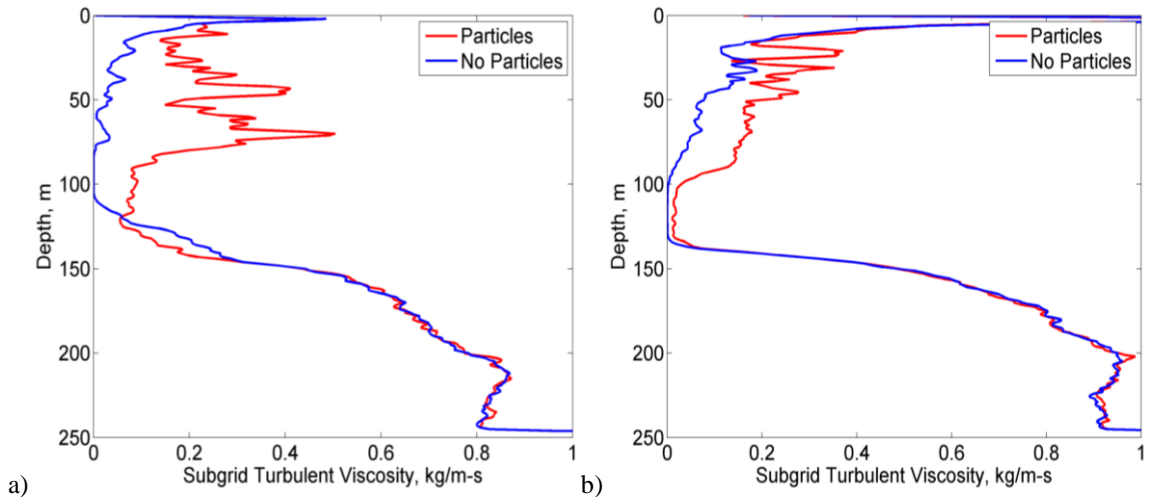 0
50
100
150
200
250
0 0.2 0.4 0.6 0.8 1
Depth, m
Subgrid Turbulent Viscosity, kg/m-s
Particles
No Particles
a)
0
50
100
150
200
250
0 0.2 0.4 0.6 0.8 1
Depth, m
Subgrid Turbulent Viscosity, kg/m-s
Particles
No Particles
b)